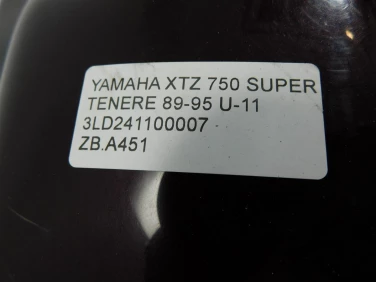 YAMAHA XTZ 750 SUPER
TENERE 89-95 U-11
3LD241100007
ZB.A451